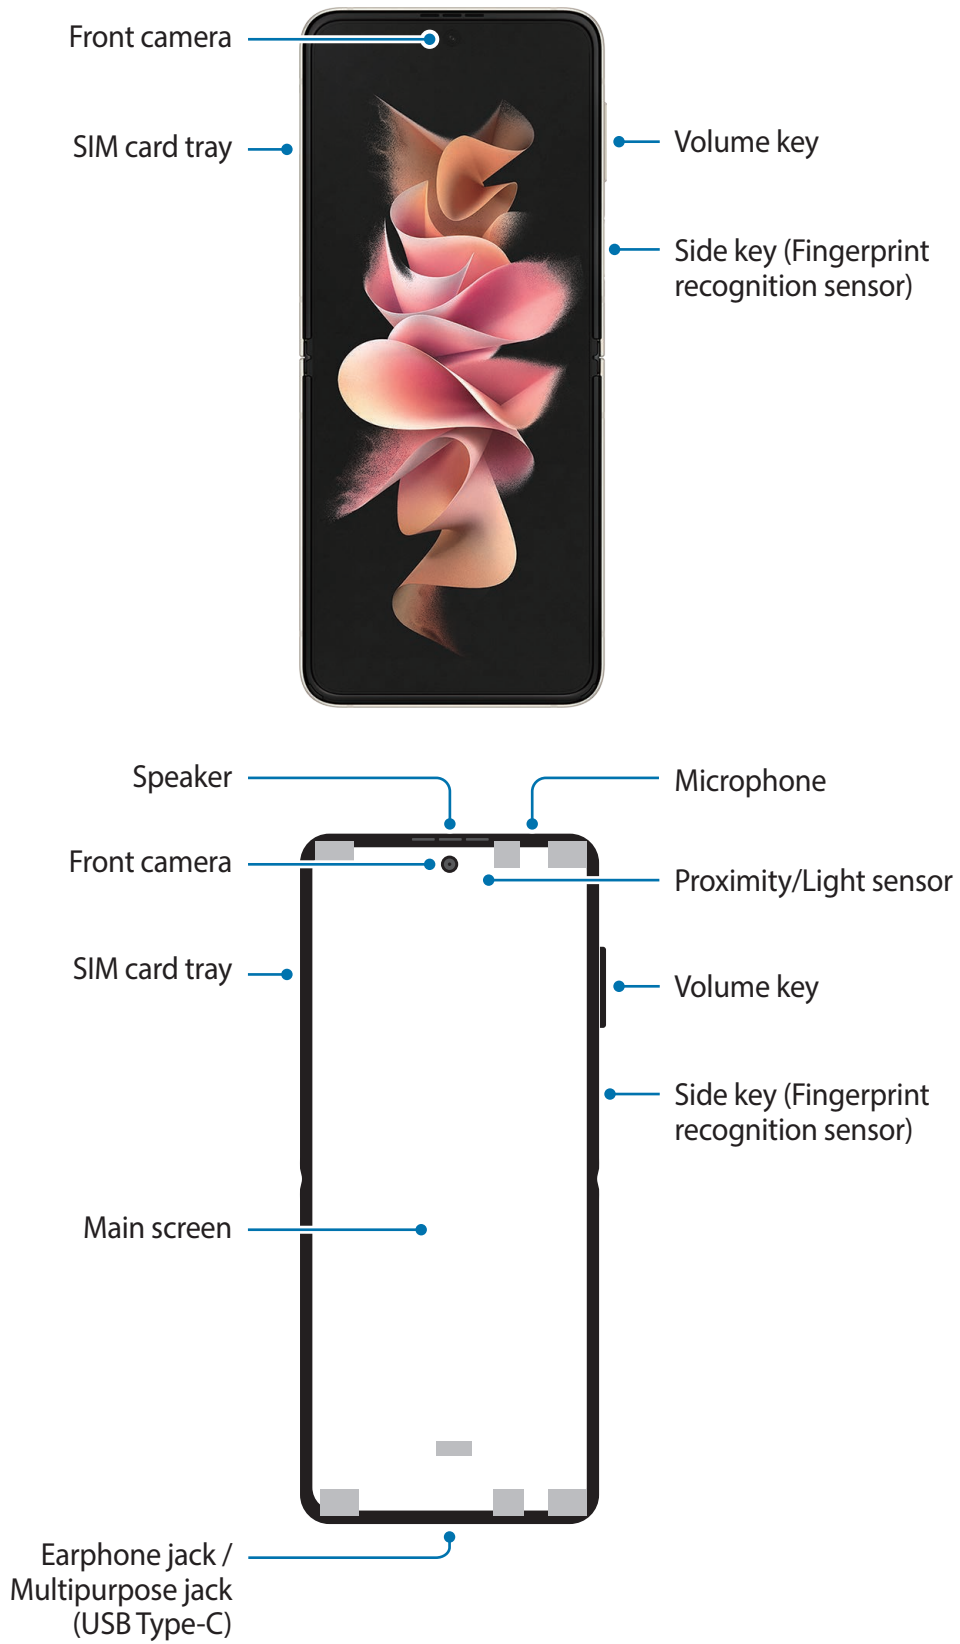 Front camera
SIM card tray
Volume key
Side key (Fingerprint
recognition sensor)
Speaker
Microphone
Front camera
Proximity/Light sensor
SIM card tray
Volume key
Side key (Fingerprint
recognition sensor)
Main screen
Earphone jack /
Multipurpose jack
(USB Type-C)